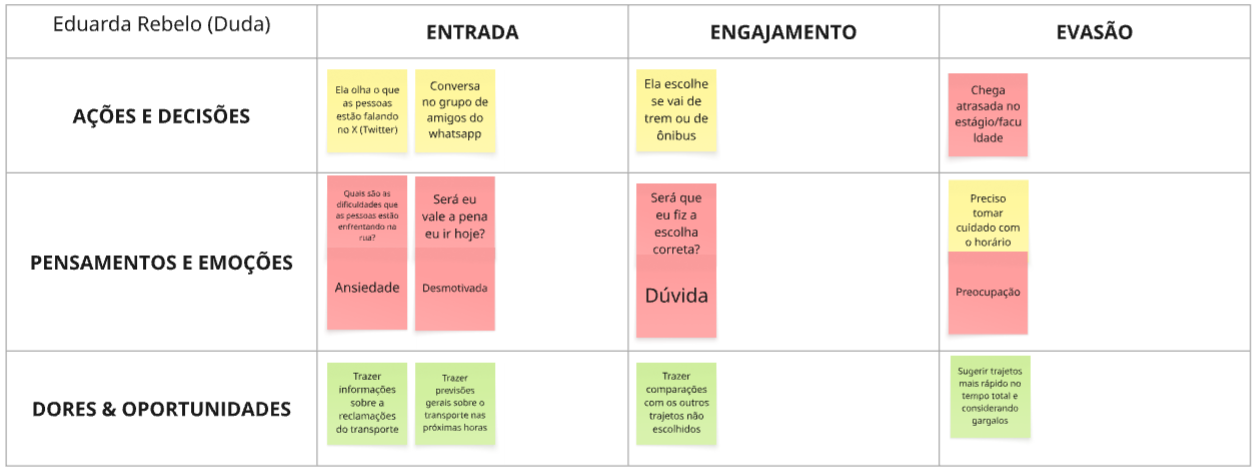 Eduarda Rebelo (Duda)
ENTRADA
ENGAJAMENTO
EVASÃO
AÇÕES E DECISÕES
Ela olha o que
as pessoas
estão falando
no X (Twitter)
Conversa
no grupo de
amigos do
whatsapp
Ela escolhe
se vai de
trem ou de
ônibus
Chega
atrasada no
estágio/facu
ldade
PENSAMENTOS E EMOÇÕES
Quais são as
dificuldades que
as pessoas estão
enfrentando na
rua?
Ansiedade
Será eu
vale a pena
eu ir hoje?
Desmotivada
Será que
eu fiz a
escolha
correta?
Dúvida
Preciso
tomar
cuidado com
o horário
Preocupação
DORES & OPORTUNIDADES
Trazer
informações
sobre a
reclamações
do transporte
Trazer
previsões
gerais sobre o
transporte nas
próximas horas
Trazer
comparações
com os outros
trajetos não
escolhidos
Sugerir trajetos
mais rápido no
tempo total e
considerando
gargalos